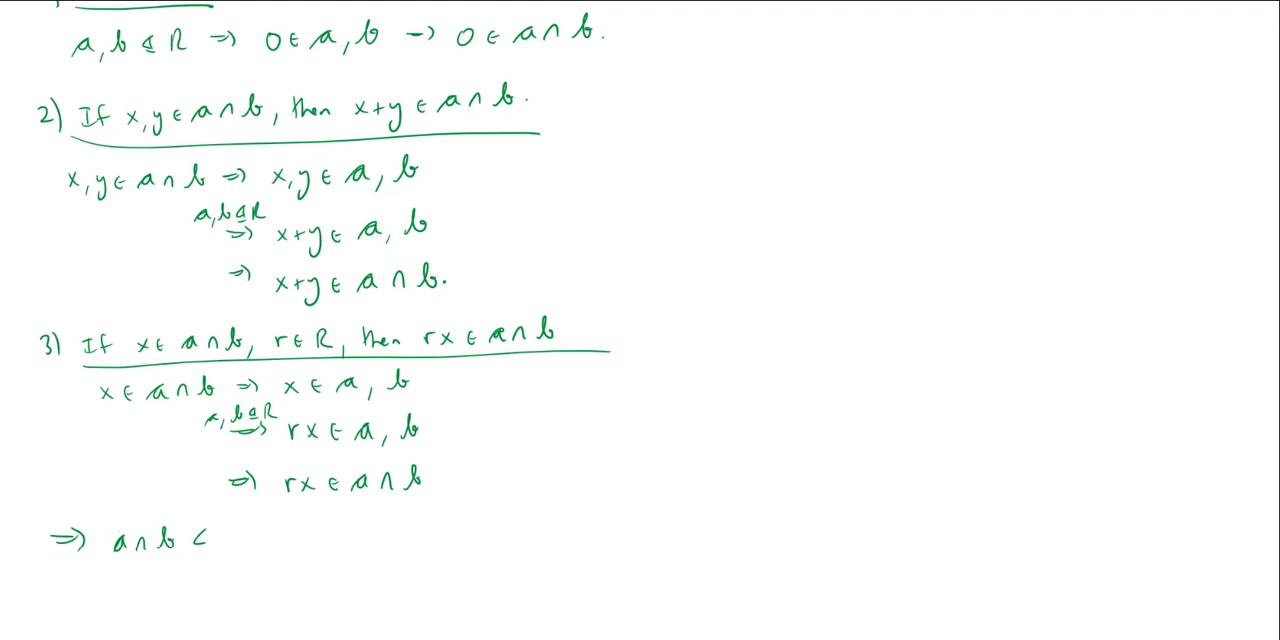 a, b ⊴ R ⇒ 0 ∈ a, b → 0 ∈ a ∩ b.
2) If x, y ∈ a ∩ b, then x+y ∈ a ∩ b.
x, y ∈ a ∩ b ⇒ x, y ∈ a, b
a, b ⊴ R
⇒ x+y ∈ a, b
⇒ x+y ∈ a ∩ b.
3) If x ∈ a ∩ b, r ∈ R, then rx ∈ a ∩ b
x ∈ a ∩ b ⇒ x ∈ a, b
a, b ⊴ R
⇒ rx ∈ a, b
⇒ rx ∈ a ∩ b
⇒ a ∩ b <